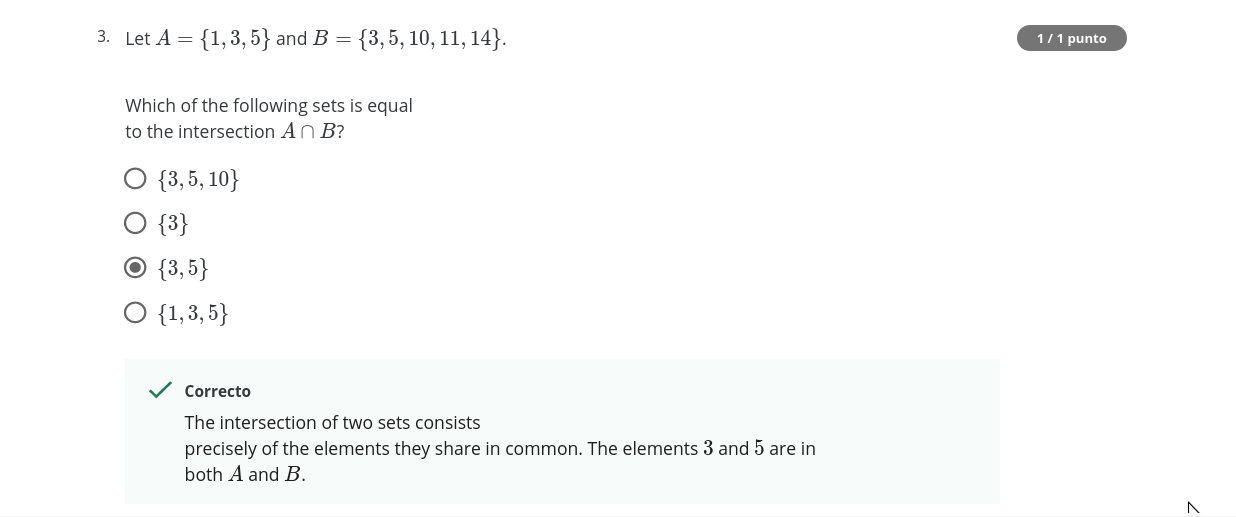 3. Let A = {1, 3, 5} and B = {3, 5, 10, 11, 14}.
1 / 1 punto
Which of the following sets is equal
to the intersection A ∩ B?
{3, 5, 10}
{3}
{3, 5}
{1, 3, 5}
Correcto
The intersection of two sets consists
precisely of the elements they share in common. The elements 3 and 5 are in
both A and B.